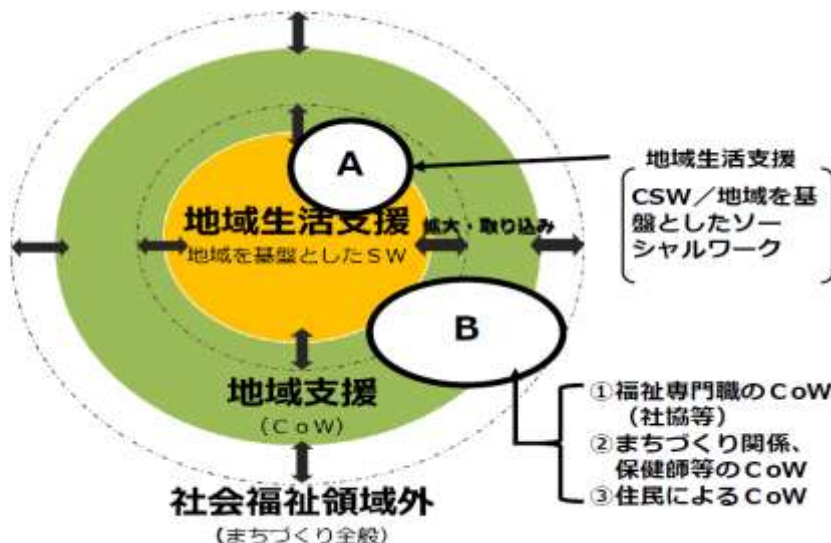 A
地域生活支援
CSW／地域を基
盤としたソー
シャルワーク
地域生活支援
地域を基盤としたSW
拡大・取り込み
B
地域支援
（CoW）
①福祉専門職のCoW
（社協等）
②まちづくり関係、
保健師等のCoW
③住民によるCoW
社会福祉領域外
（まちづくり全般）